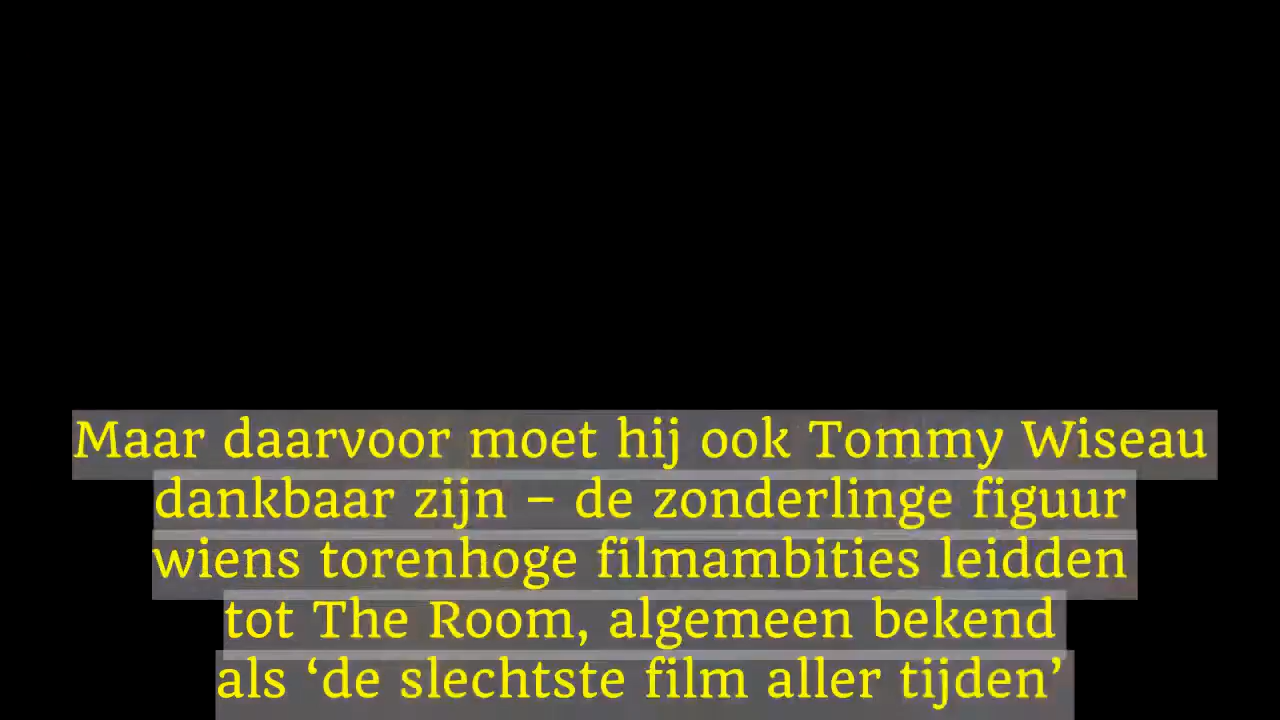 Maar daarvoor moet hij ook Tommy Wiseau
dankbaar zijn – de zonderlinge figuur
wiens torenhoge filmambities leidden
tot The Room, algemeen bekend
als ‘de slechtste film aller tijden’